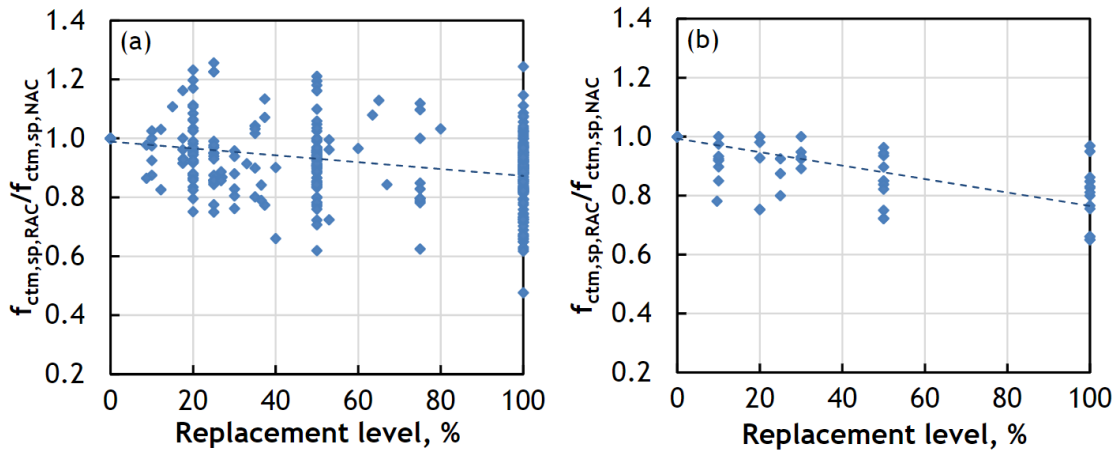 (a)
f_ctm,sp,RAC/f_ctm,sp,NAC
1.4
1.2
1.0
0.8
0.6
0.4
0.2
0 20 40 60 80 100
Replacement level, %
(b)
f_ctm,sp,RAC/f_ctm,sp,NAC
1.4
1.2
1.0
0.8
0.6
0.4
0.2
0 20 40 60 80 100
Replacement level, %